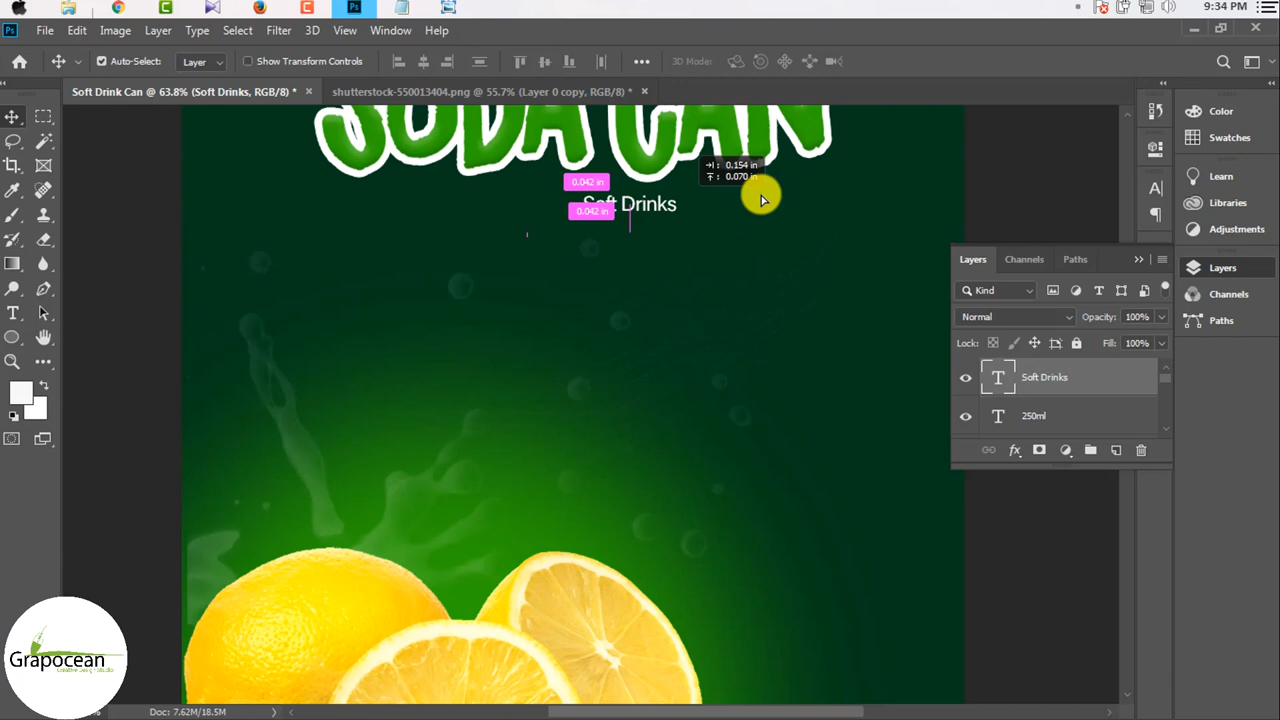 9:34 PM
Ps
File Edit Image Layer Type Select Filter 3D View Window Help
Auto-Select: Layer Show Transform Controls 3D Mode:
Soft Drink Can @ 63.8% (Soft Drinks, RGB/8) *
shutterstock-550013404.png @ 55.7% (Layer 0 copy, RGB/8) *
SODA CAN
0.154 in
0.070 in
0.042 in
Soft Drinks
0.042 in
Color
Swatches
Learn
Libraries
Adjustments
Layers
Channels
Paths
Layers Channels Paths
Kind
Normal Opacity: 100%
Lock: Fill: 100%
Soft Drinks
250ml
Grapocean
Creative Design Studio
Doc: 7.62M/18.5M